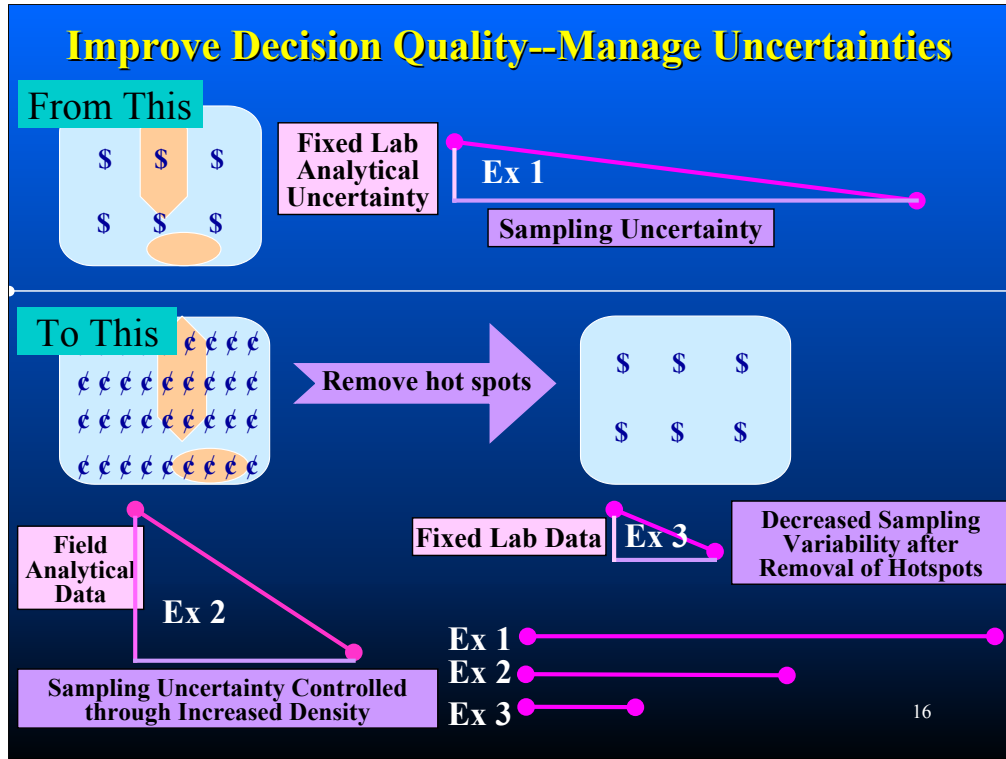 Improve Decision Quality--Manage Uncertainties
From This
$ $ $
$ $ $
Fixed Lab
Analytical
Uncertainty
Ex 1
Sampling Uncertainty
To This
¢ ¢ ¢ ¢
¢ ¢ ¢ ¢ ¢ ¢ ¢ ¢ ¢
¢ ¢ ¢ ¢ ¢ ¢ ¢ ¢ ¢
¢ ¢ ¢ ¢ ¢ ¢ ¢ ¢ ¢
Remove hot spots
$ $ $
$ $ $
Field
Analytical
Data
Ex 2
Sampling Uncertainty Controlled
through Increased Density
Fixed Lab Data
Ex 3
Decreased Sampling
Variability after
Removal of Hotspots
Ex 1
Ex 2
Ex 3
16